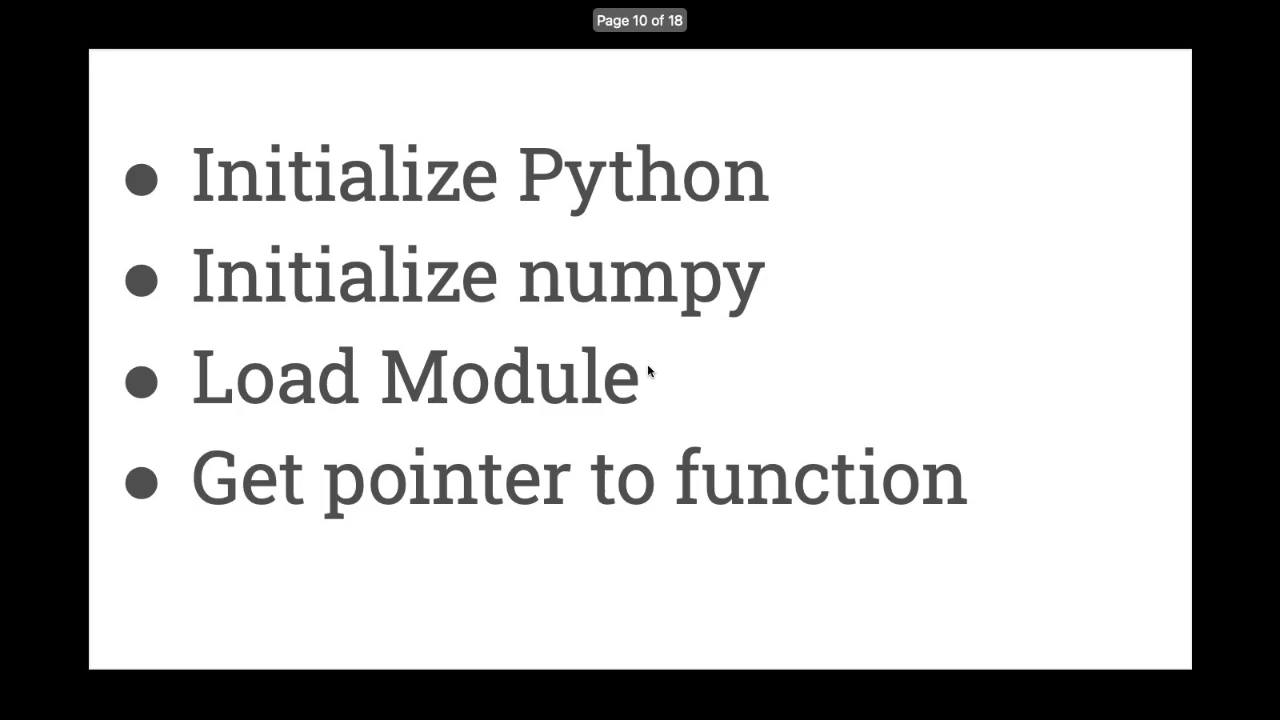 Page 10 of 18
● Initialize Python
● Initialize numpy
● Load Module
● Get pointer to function